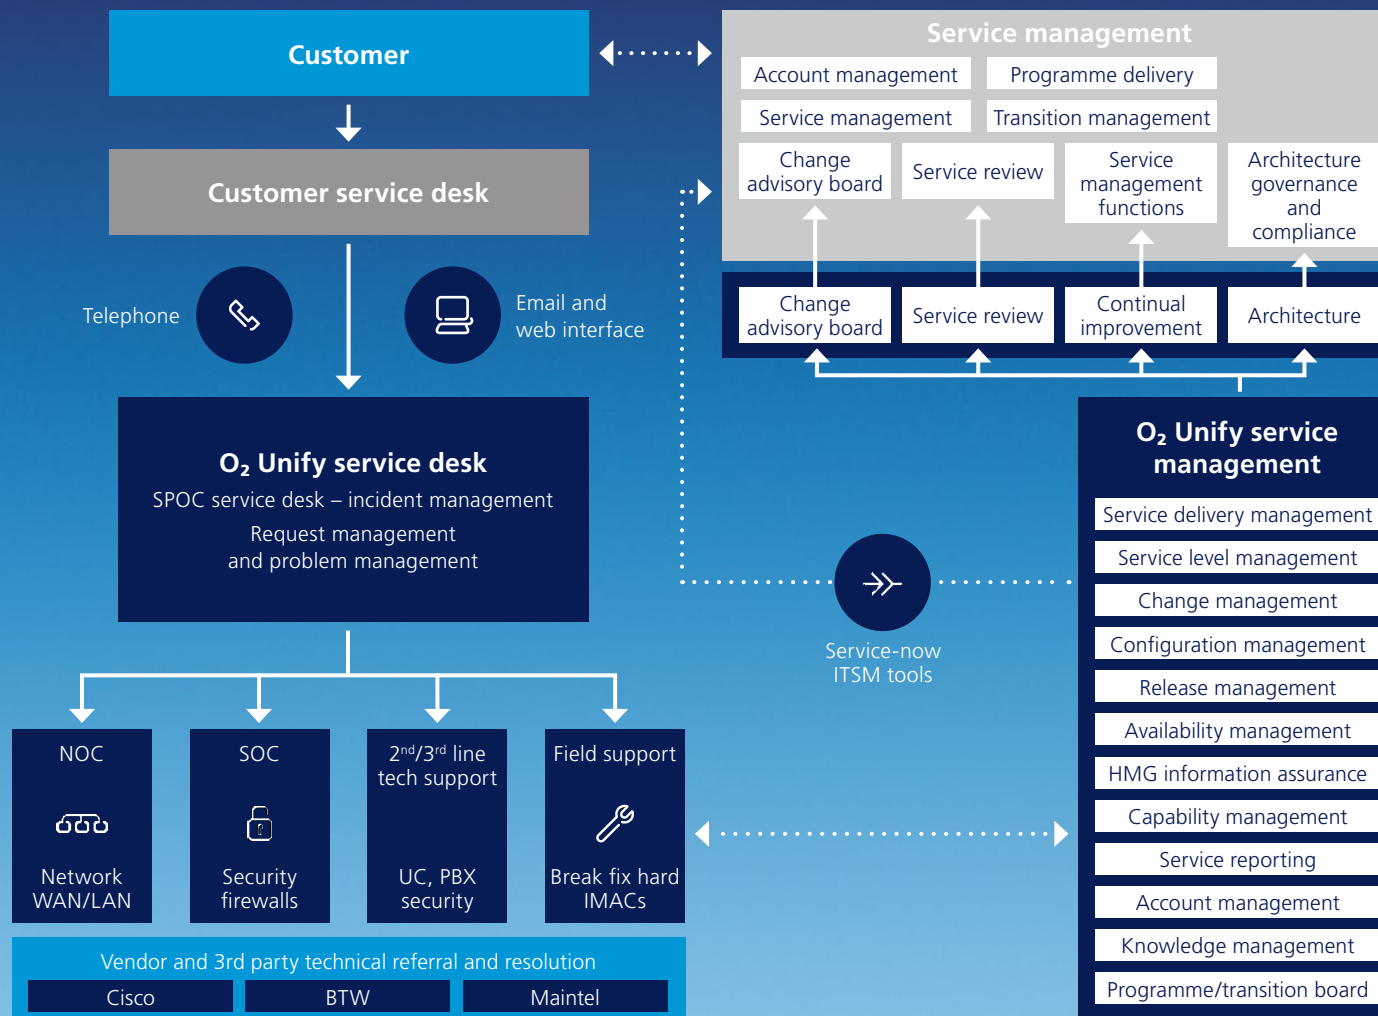 Customer
Customer service desk
Telephone
Email and
web interface
O₂ Unify service desk
SPOC service desk – incident management
Request management
and problem management
NOC
Network
WAN/LAN
SOC
Security
firewalls
2nd/3rd line
tech support
UC, PBX
security
Field support
Break fix hard
IMACs
Vendor and 3rd party technical referral and resolution
Cisco
BTW
Maintel
Service management
Account management
Programme delivery
Service management
Transition management
Change
advisory board
Service review
Service
management
functions
Architecture
governance
and
compliance
Change
advisory board
Service review
Continual
improvement
Architecture
Service-now
ITSM tools
O₂ Unify service
management
Service delivery management
Service level management
Change management
Configuration management
Release management
Availability management
HMG information assurance
Capability management
Service reporting
Account management
Knowledge management
Programme/transition board